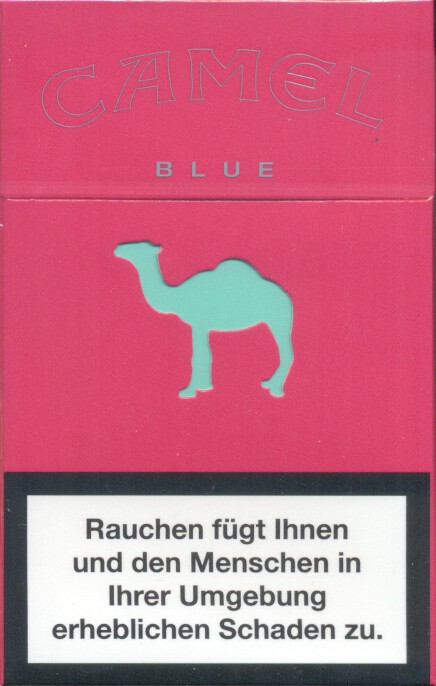 CAMEL
BLUE
Rauchen fügt Ihnen
und den Menschen in
Ihrer Umgebung
erheblichen Schaden zu.